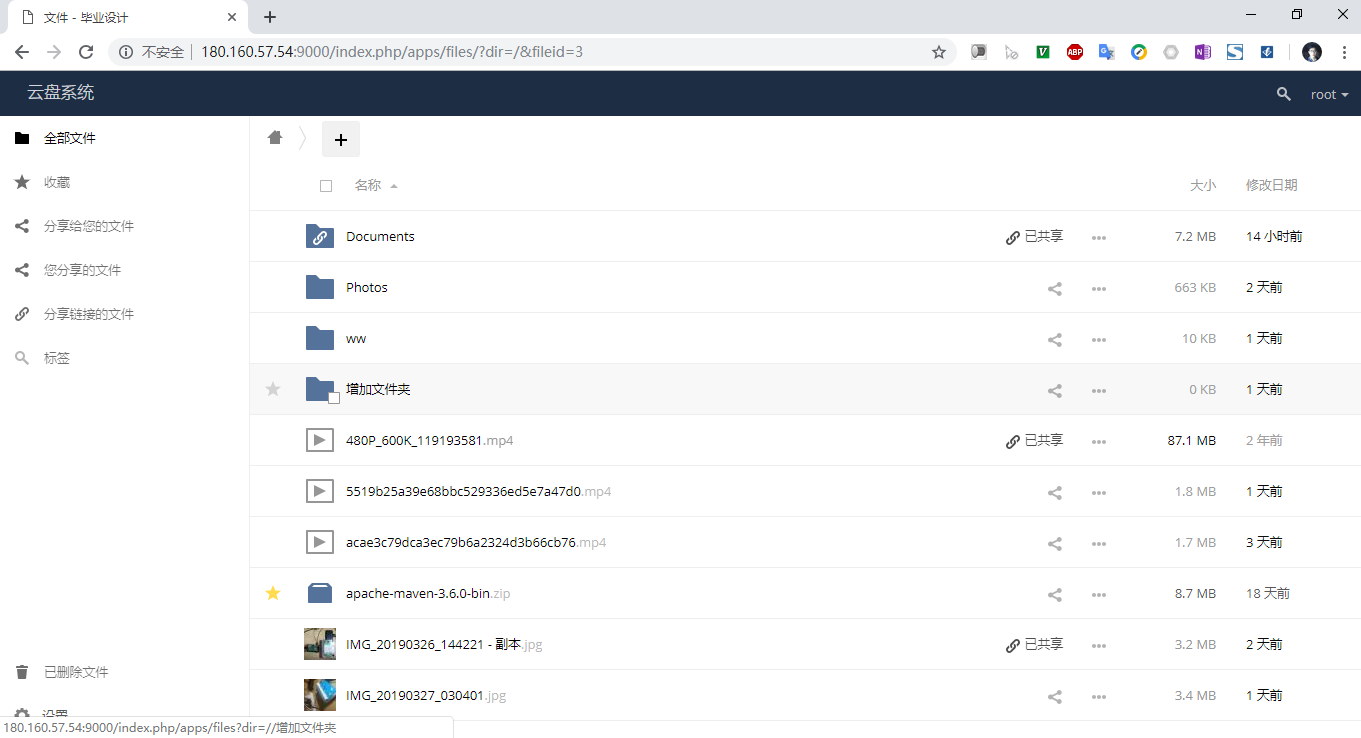 文件 - 毕业设计
不安全 180.160.57.54:9000/index.php/apps/files/?dir=/&fileid=3
ABP
云盘系统 root
全部文件
收藏
分享给您的文件
您分享的文件
分享链接的文件
标签
已删除文件
设置
名称 大小 修改日期
Documents 已共享 7.2 MB 14 小时前
Photos 663 KB 2 天前
ww 10 KB 1 天前
增加文件夹 0 KB 1 天前
480P_600K_119193581.mp4 已共享 87.1 MB 2 年前
5519b25a39e68bbc529336ed5e7a47d0.mp4 1.8 MB 1 天前
acae3c79dca3ec79b6a2324d3b66cb76.mp4 1.7 MB 3 天前
apache-maven-3.6.0-bin.zip 8.7 MB 18 天前
IMG_20190326_144221 - 副本.jpg 已共享 3.2 MB 2 天前
IMG_20190327_030401.jpg 3.4 MB 1 天前
180.160.57.54:9000/index.php/apps/files?dir=//增加文件夹